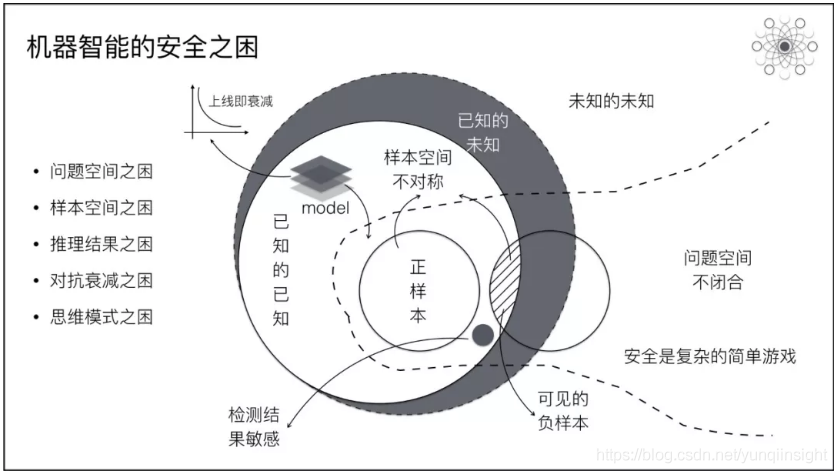 机器智能的安全之困
上线即衰减
已知的
未知
未知的未知
• 问题空间之困
• 样本空间之困
• 推理结果之困
• 对抗衰减之困
• 思维模式之困
样本空间
不对称
model
已
知
的
已
知
正
样
本
问题空间
不闭合
安全是复杂的简单游戏
检测结
果敏感
可见的
负样本
https://blog.csdn.net/yunqiinsight